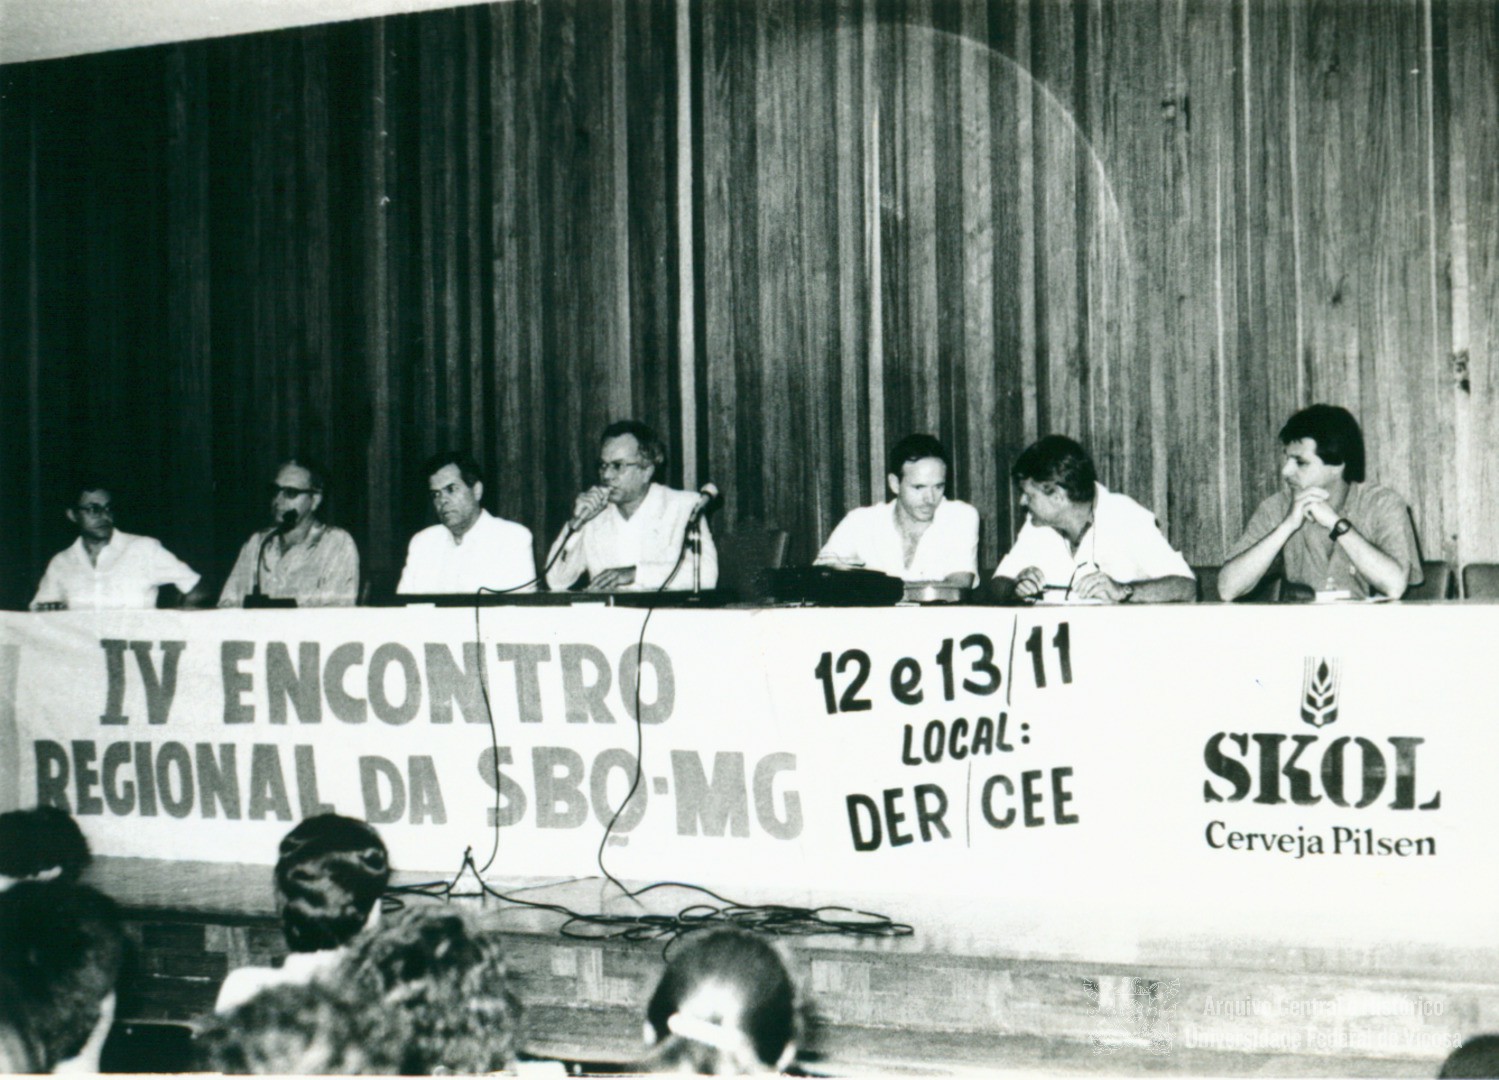 IV ENCONTRO
REGIONAL DA SBQ-MG
12 e 13/11
LOCAL:
DER/CEE
SKOL
Cerveja Pilsen
Arquivo Central e Histórico
Universidade Federal de Viçosa